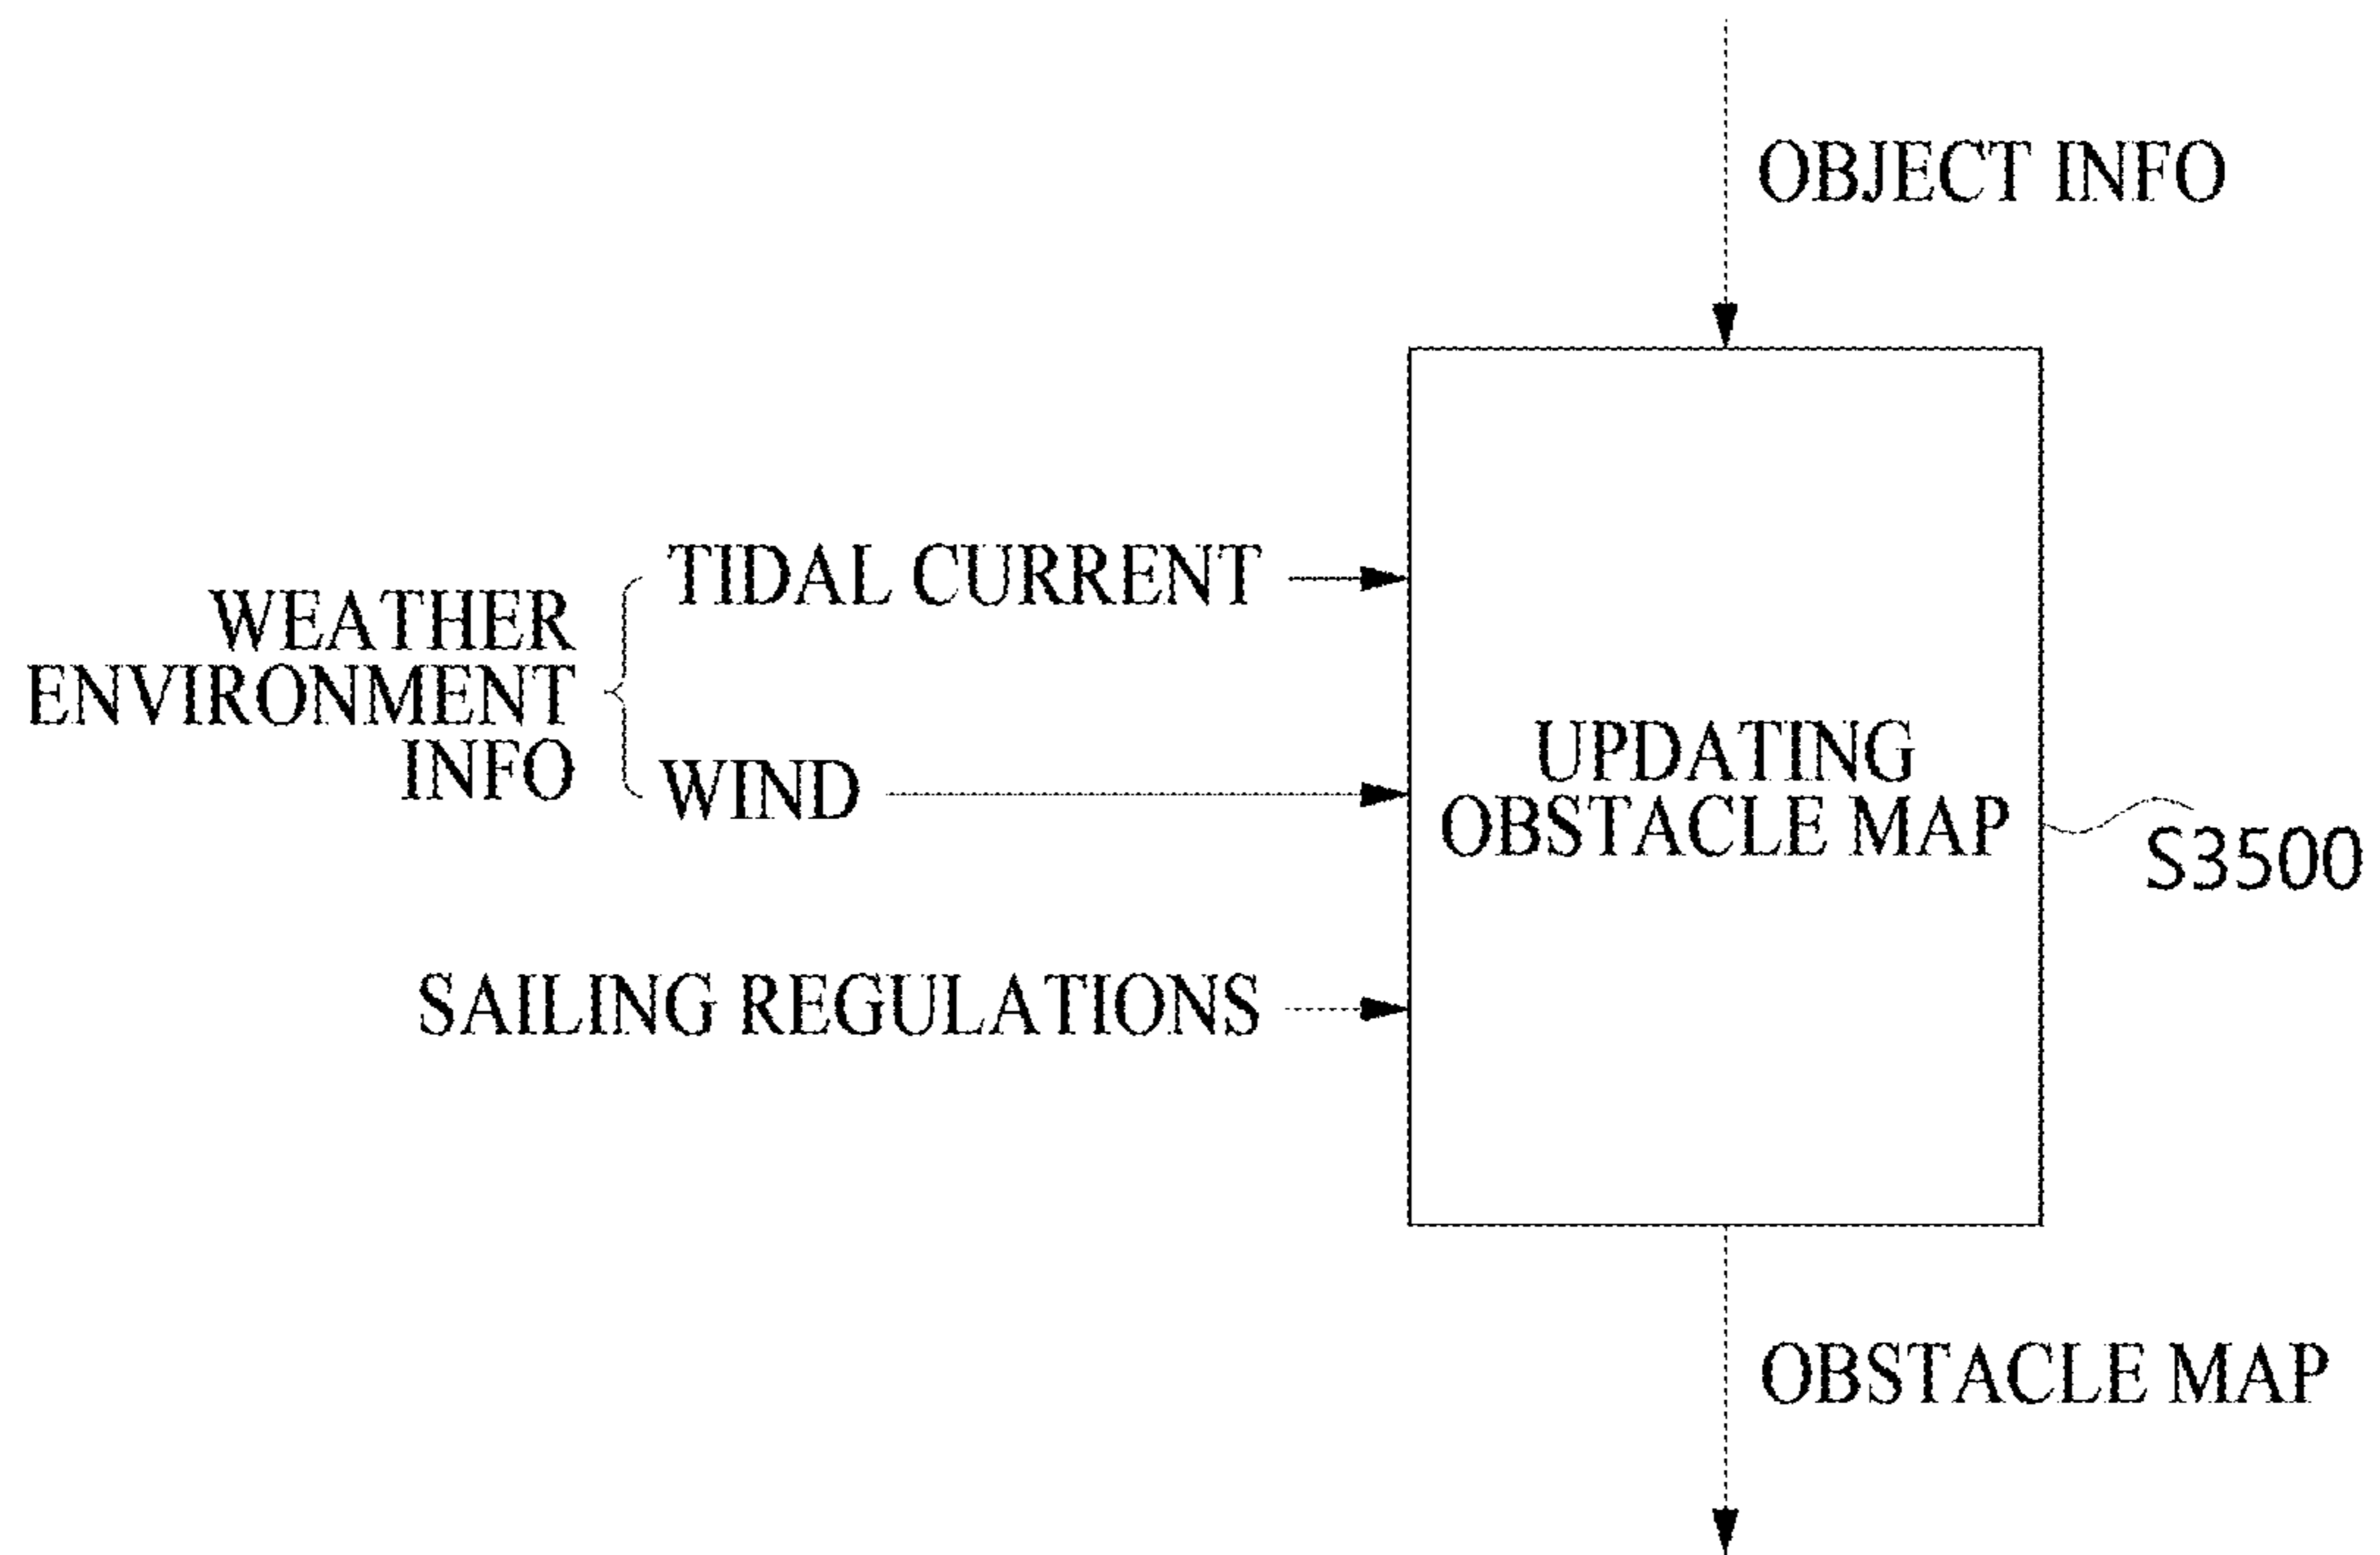 OBJECT INFO
TIDAL CURRENT
WEATHER
ENVIRONMENT
INFO
WIND
UPDATING
OBSTACLE MAP
S3500
SAILING REGULATIONS
OBSTACLE MAP